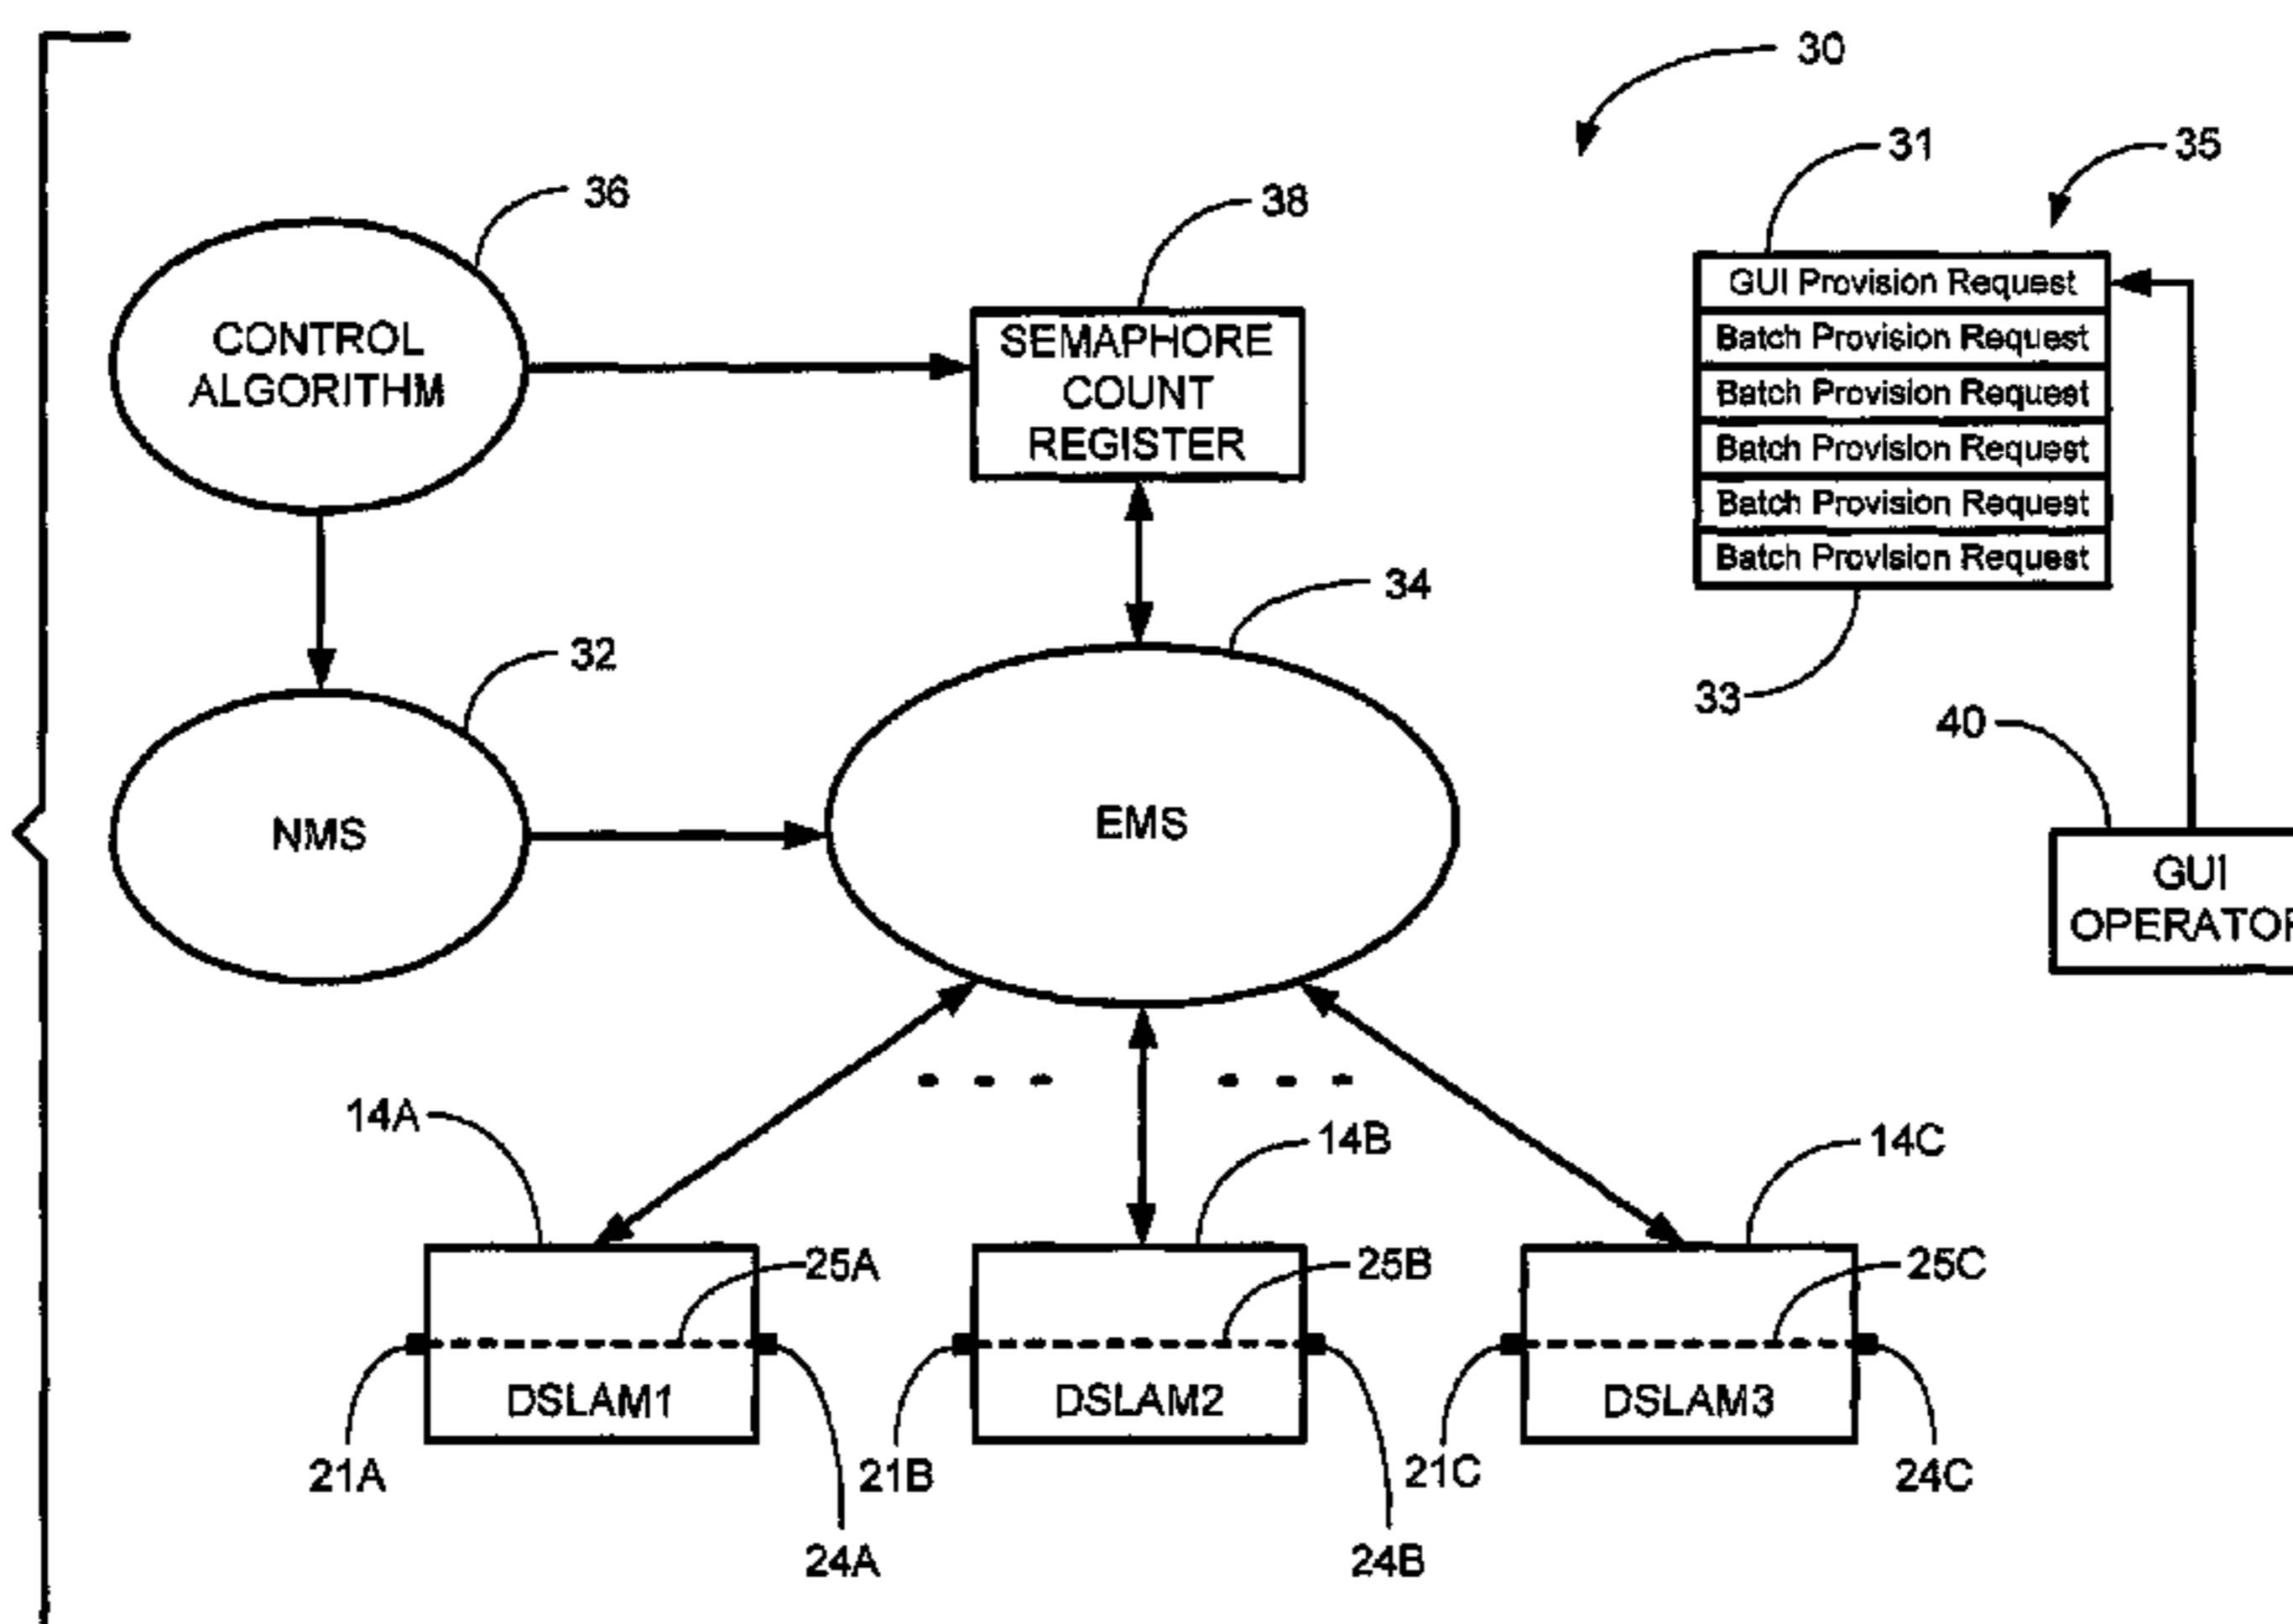 30
31
35
36
38
GUI Provision Request
Batch Provision Request
Batch Provision Request
Batch Provision Request
Batch Provision Request
Batch Provision Request
CONTROL
ALGORITHM
SEMAPHORE
COUNT
REGISTER
34
32
33
40
NMS
EMS
GUI
OPERATOR
14A
14B
14C
25A
25B
25C
DSLAM1
DSLAM2
DSLAM3
21A
21B
21C
24C
24A
24B